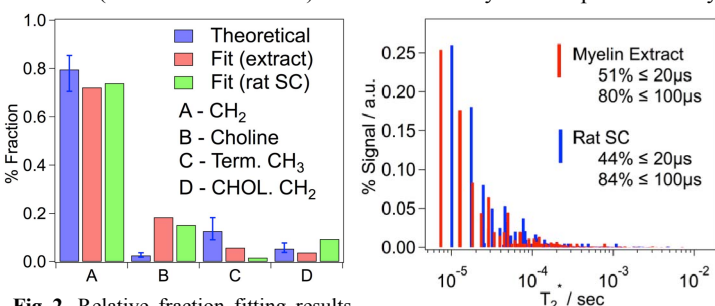 1.0
0.8
0.6
0.4
0.2
0.0
% Fraction
Theoretical
Fit (extract)
Fit (rat SC)
A - CH2
B - Choline
C - Term. CH3
D - CHOL. CH2
A B C D
Fig. 2. Relative fraction fitting results
0.25
0.20
0.15
0.10
0.05
0.00
% Signal / a.u.
Myelin Extract
51% ≤ 20µs
80% ≤ 100µs
Rat SC
44% ≤ 20µs
84% ≤ 100µs
10-5 10-4 10-3 10-2
T2* / sec